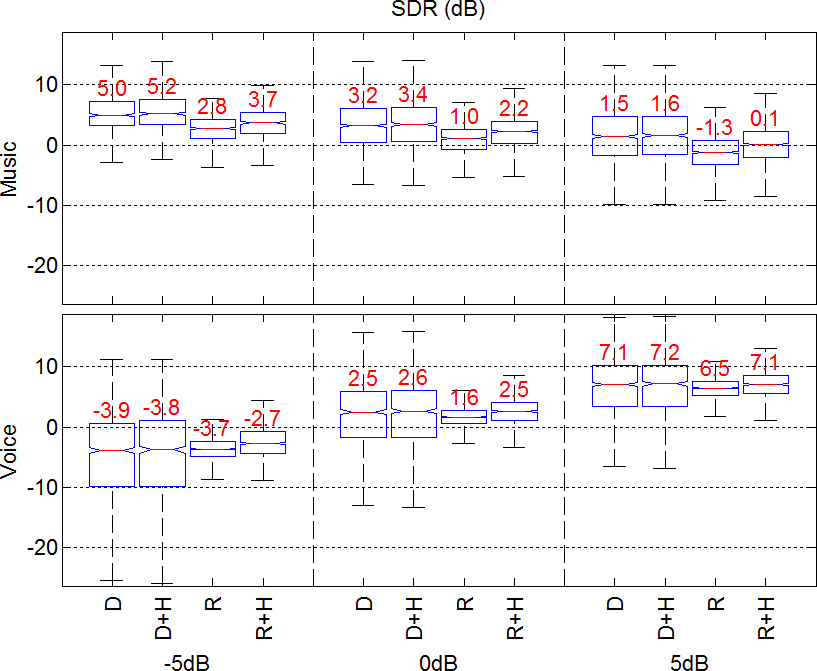 SDR (dB)
Music
10
0
-10
-20
5.0 5.2 2.8 3.7 3.2 3.4 1.0 2.2 1.5 1.6 -1.3 0.1
Voice
10
0
-10
-20
-3.9 -3.8 -3.7 -2.7 2.5 2.6 1.6 2.5 7.1 7.2 6.5 7.1
D D+H R R+H D D+H R R+H D D+H R R+H
-5dB 0dB 5dB